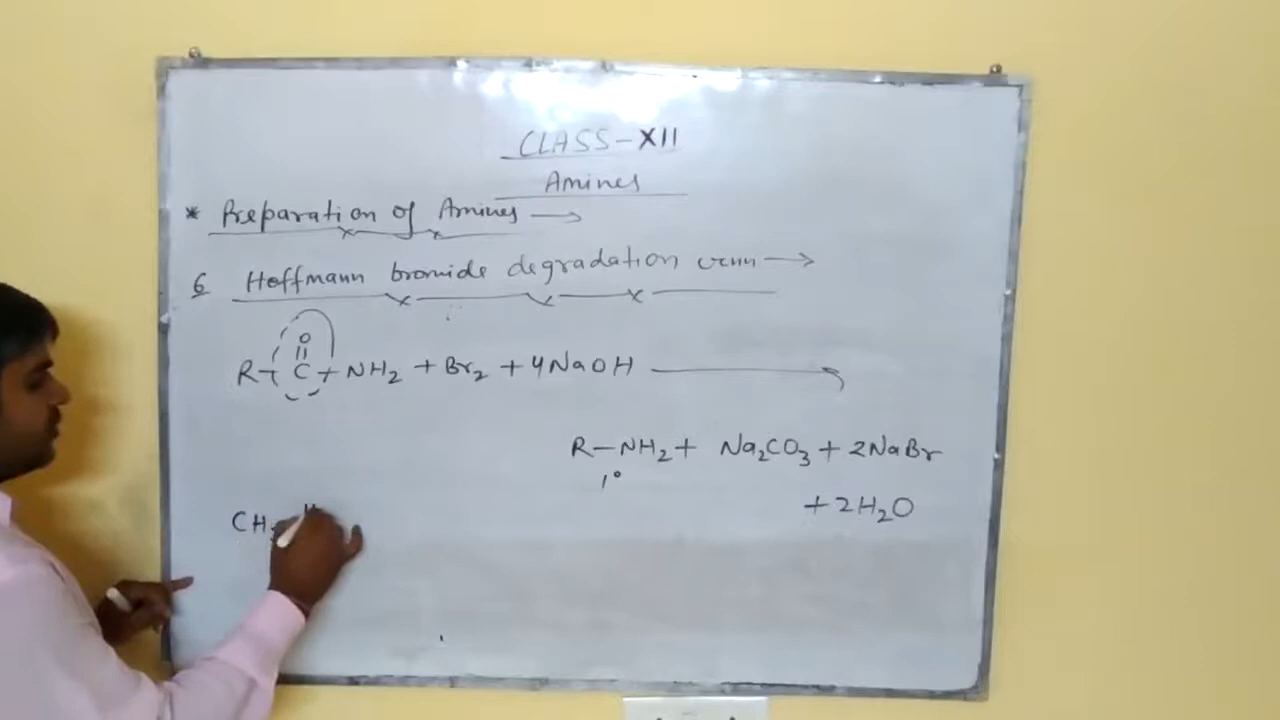 CLASS-XII
Amines
* Preparation of Amines →
6 Hoffmann bromide degradation rxnn →
O
||
R-C-NH₂ + Br₂ + 4NaOH →
R-NH₂ + Na₂CO₃ + 2NaBr
1°
+ 2H₂O
CH